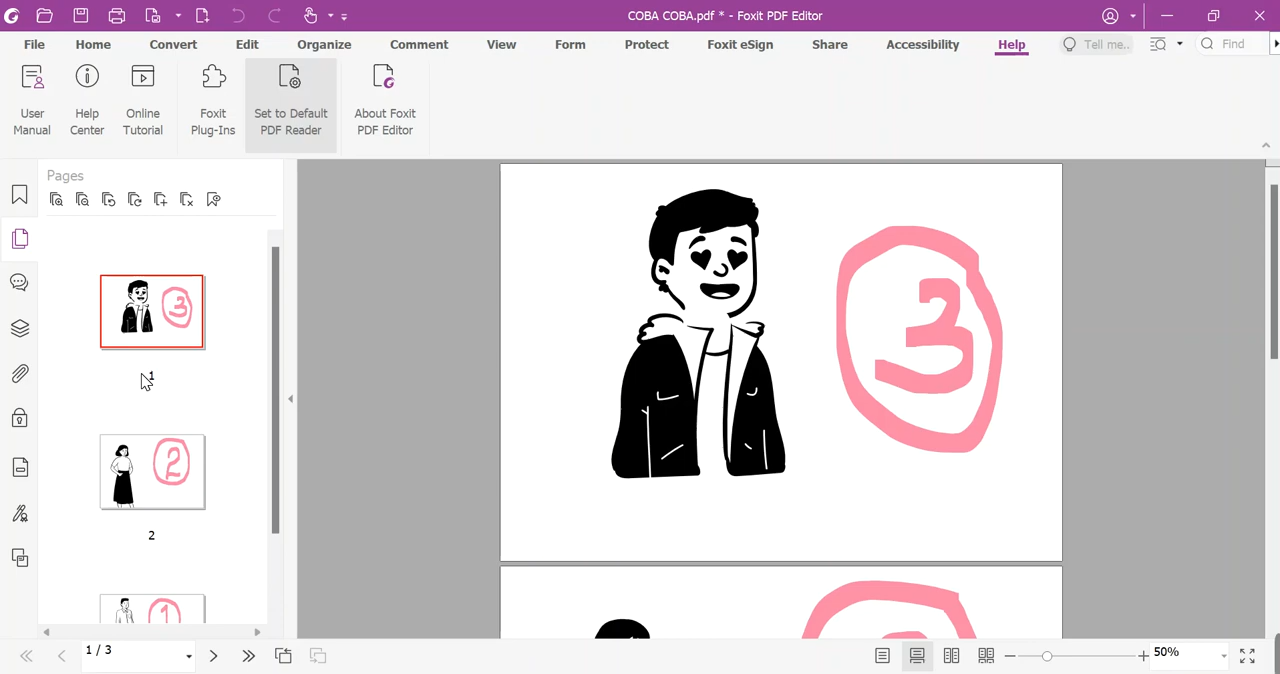 COBA COBA.pdf * - Foxit PDF Editor
File Home Convert Edit Organize Comment View Form Protect Foxit eSign Share Accessibility Help Tell me.. Find
User Manual
Help Center
Online Tutorial
Foxit Plug-Ins
Set to Default PDF Reader
About Foxit PDF Editor
Pages
3
1
2
2
1
3
1 / 3
50%